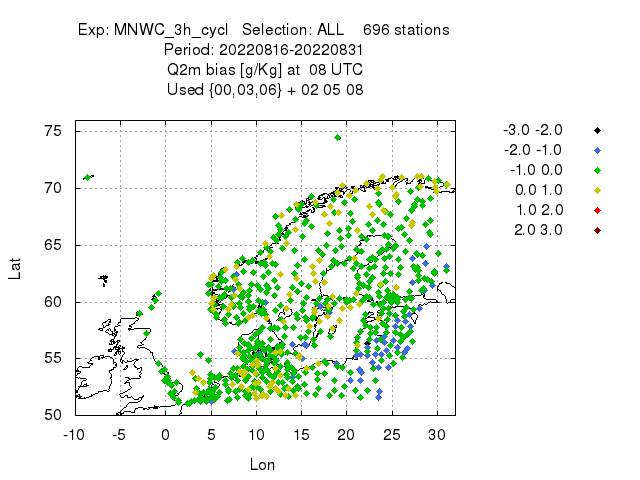 Exp: MNWC_3h_cycl   Selection: ALL    696 stations
Period: 20220816-20220831
Q2m bias [g/Kg] at  08 UTC
Used {00,03,06} + 02 05 08
-3.0 -2.0
-2.0 -1.0
-1.0 0.0
0.0 1.0
1.0 2.0
2.0 3.0
75
70
65
60
55
50
Lat
-10 -5 0 5 10 15 20 25 30
Lon